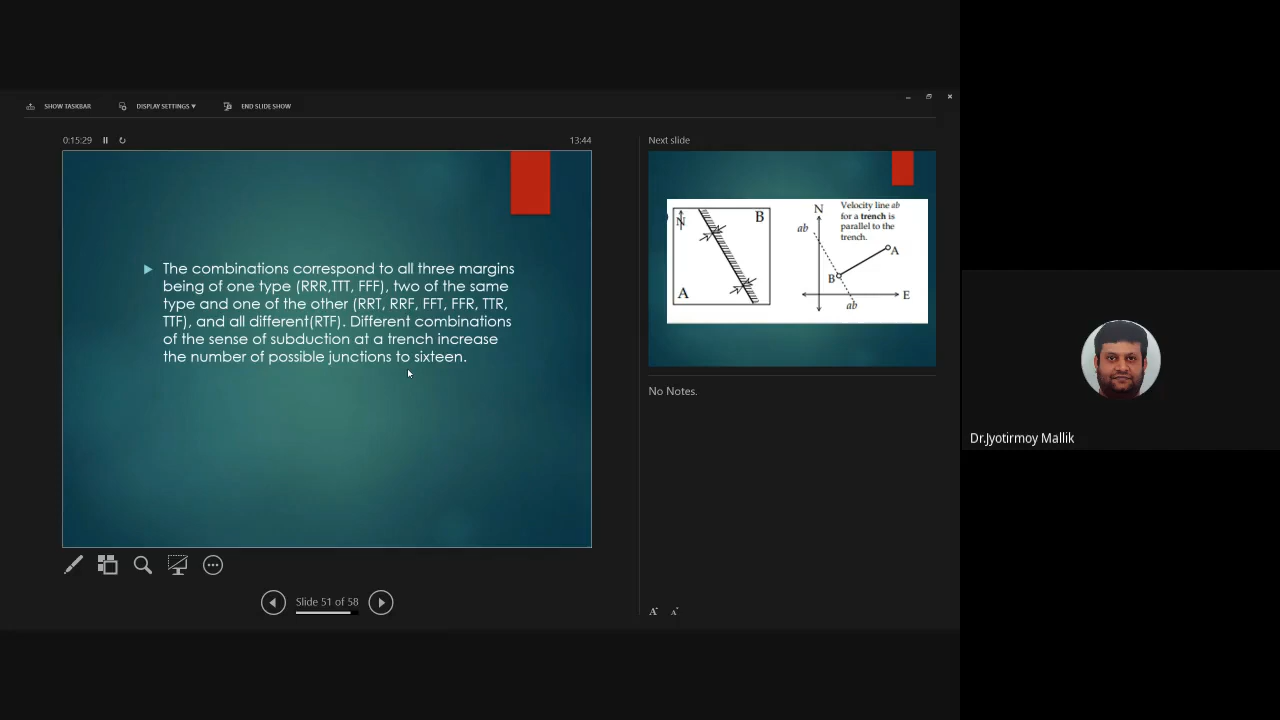 SHOW TASKBAR
DISPLAY SETTINGS ▼
END SLIDE SHOW
0:15:29
13:44
Next slide
The combinations correspond to all three margins
being of one type (RRR,TTT, FFF), two of the same
type and one of the other (RRT, RRF, FFT, FFR, TTR,
TTF), and all different(RTF). Different combinations
of the sense of subduction at a trench increase
the number of possible junctions to sixteen.
N
B
A
N
ab
Velocity line ab
for a trench is
parallel to the
trench.
A
B
E
ab
No Notes.
Dr.Jyotirmoy Mallik
Slide 51 of 58
A
A